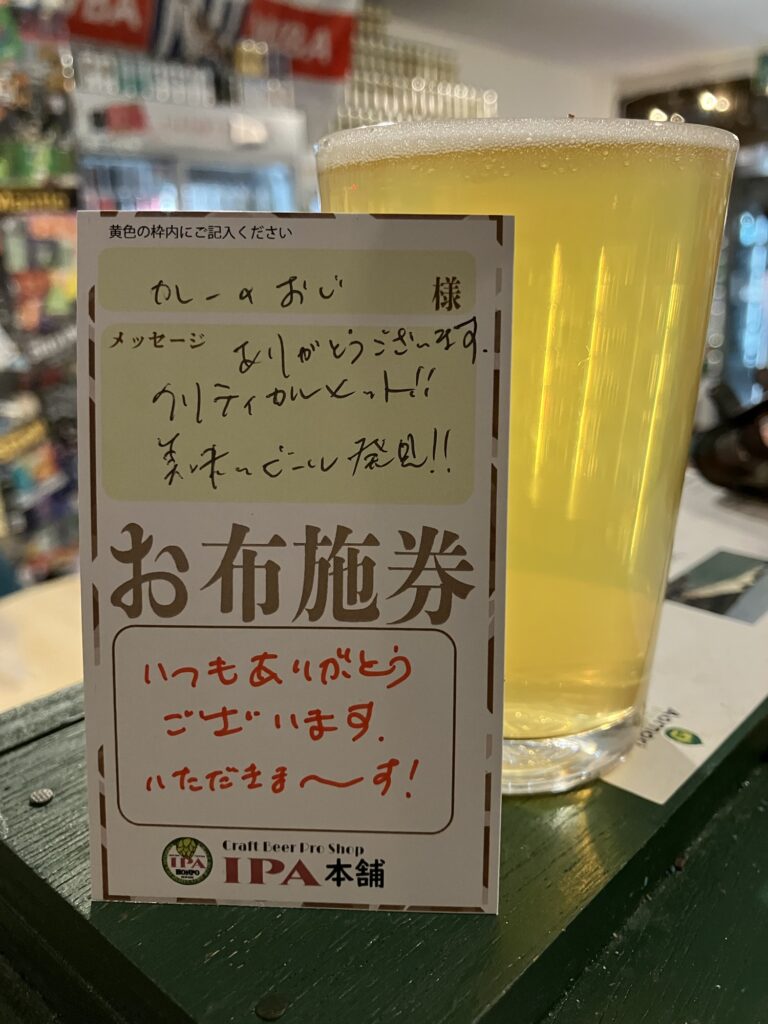 黄色の枠内にご記入ください
カレーのおじ 様
メッセージ ありがとうございます.
クリティカルヒット!!
美味いビール発見!!
お布施券
いつもありがとう
ございます.
いただきま〜す!
Craft Beer Pro Shop
IPA本舗
IPA
HONPO
Aomori